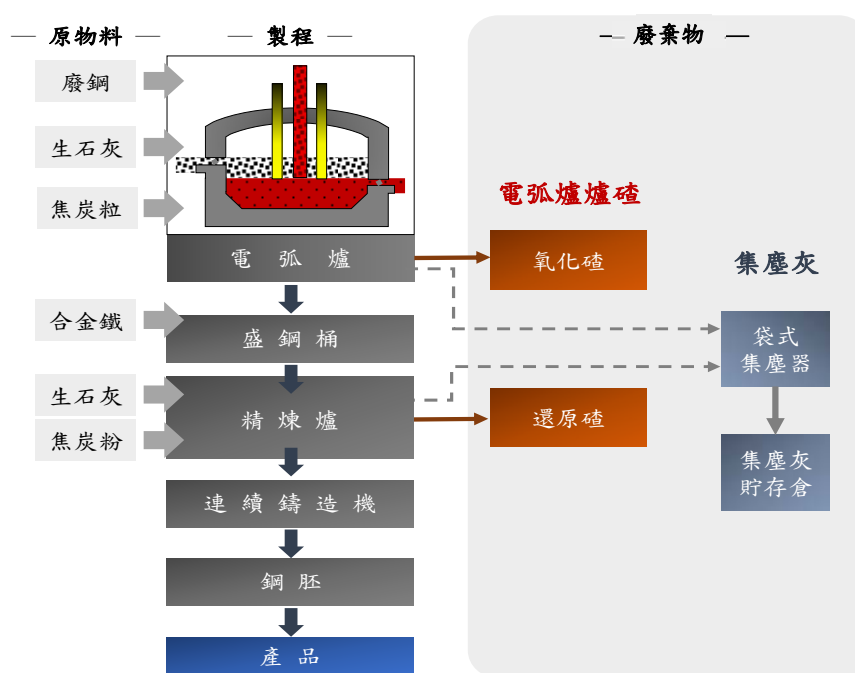 原物料
製程
廢棄物
廢鋼
生石灰
焦炭粒
電弧爐
電弧爐爐碴
氧化碴
集塵灰
合金鐵
盛鋼桶
袋式
集塵器
生石灰
焦炭粉
精煉爐
還原碴
集塵灰
貯存倉
連續鑄造機
鋼胚
產品